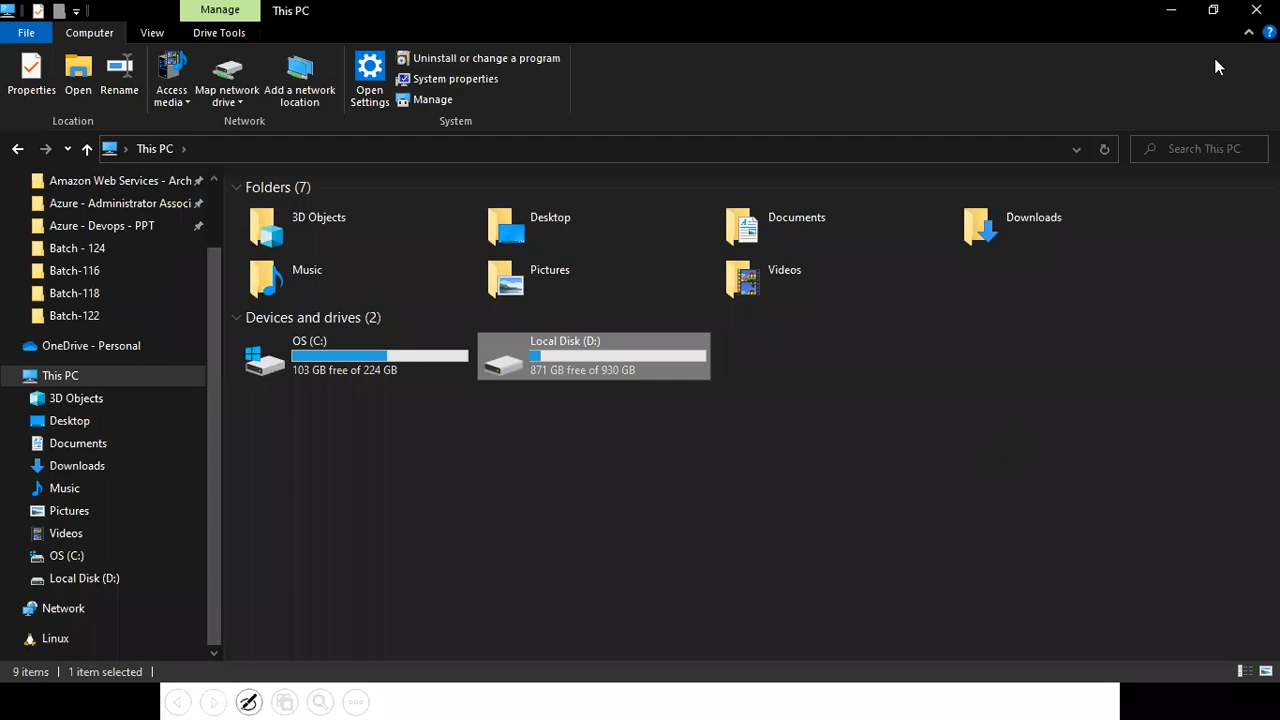 Manage
This PC
File
Computer
View
Drive Tools
Properties
Open
Rename
Access
media
Map network
drive
Add a network
location
Open
Settings
Uninstall or change a program
System properties
Manage
Location
Network
System
This PC
Search This PC
Amazon Web Services - Arch
Azure - Administrator Associ
Azure - Devops - PPT
Batch - 124
Batch-116
Batch-118
Batch-122
OneDrive - Personal
This PC
3D Objects
Desktop
Documents
Downloads
Music
Pictures
Videos
OS (C:)
Local Disk (D:)
Network
Linux
Folders (7)
3D Objects
Desktop
Documents
Downloads
Music
Pictures
Videos
Devices and drives (2)
OS (C:)
103 GB free of 224 GB
Local Disk (D:)
871 GB free of 930 GB
9 items
1 item selected